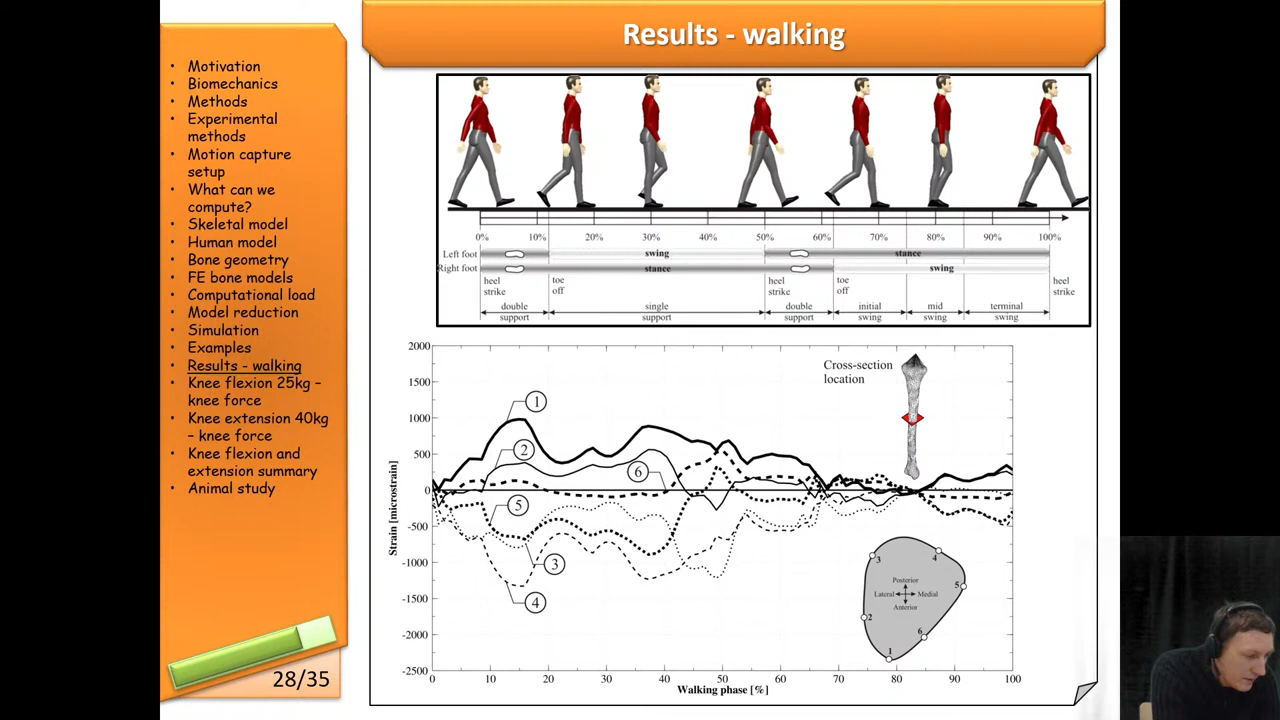 Results - walking
• Motivation
• Biomechanics
• Methods
• Experimental
methods
• Motion capture
setup
• What can we
compute?
• Skeletal model
• Human model
• Bone geometry
• FE bone models
• Computational load
• Model reduction
• Simulation
• Examples
• Results - walking
• Knee flexion 25kg –
knee force
• Knee extension 40kg
– knee force
• Knee flexion and
extension summary
• Animal study
28/35
0% 10% 20% 30% 40% 50% 60% 70% 80% 90% 100%
Left foot swing stance
Right foot stance swing
heel
strike
toe
off
heel
strike
toe
off
heel
strike
double
support
single
support
double
support
initial
swing
mid
swing
terminal
swing
2000
1500
1000
500
0
-500
-1000
-1500
-2000
-2500
Strain [microstrain]
1
2
6
5
3
4
Cross-section
location
3
4
5
2
6
1
Posterior
Lateral Medial
Anterior
0 10 20 30 40 50 60 70 80 90 100
Walking phase [%]